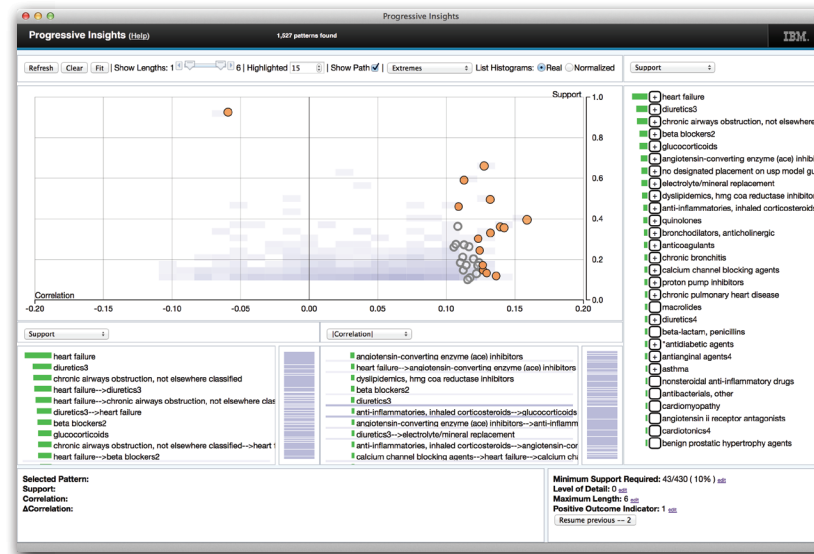 Progressive Insights
Progressive Insights (Help)
1,527 patterns found
IBM.
Refresh Clear Fit | Show Lengths: 1 6 | Highlighted 15 | Show Path | Extremes List Histograms: Real Normalized
Support
Support
1.0
0.8
0.6
0.4
0.2
0.0
Correlation
-0.20 -0.15 -0.10 -0.05 0.00 0.05 0.10 0.15 0.20
+ heart failure
+ diuretics3
+ chronic airways obstruction, not elsewhere
+ beta blockers2
+ glucocorticoids
+ angiotensin-converting enzyme (ace) inhibi
+ no designated placement on usp model gu
+ electrolyte/mineral replacement
+ dyslipidemics, hmg coa reductase inhibitor
+ anti-inflammatories, inhaled corticosteroids
+ quinolones
+ bronchodilators, anticholinergic
+ anticoagulants
+ chronic bronchitis
+ calcium channel blocking agents
+ proton pump inhibitors
+ chronic pulmonary heart disease
macrolides
+ diuretics4
beta-lactam, penicillins
+ *antidiabetic agents
+ antianginal agents4
+ asthma
nonsteroidal anti-inflammatory drugs
antibacterials, other
cardiomyopathy
angiotensin ii receptor antagonists
cardiotonics4
benign prostatic hypertrophy agents
Support
heart failure
diuretics3
chronic airways obstruction, not elsewhere classified
heart failure-->diuretics3
heart failure-->chronic airways obstruction, not elsewhere clas
diuretics3-->heart failure
beta blockers2
glucocorticoids
chronic airways obstruction, not elsewhere classified-->heart f
heart failure-->beta blockers2
|Correlation|
angiotensin-converting enzyme (ace) inhibitors
heart failure-->angiotensin-converting enzyme (ace) inhibitors
dyslipidemics, hmg coa reductase inhibitors
beta blockers2
diuretics3
anti-inflammatories, inhaled corticosteroids-->glucocorticoids
angiotensin-converting enzyme (ace) inhibitors-->anti-inflamm
diuretics3-->electrolyte/mineral replacement
anti-inflammatories, inhaled corticosteroids-->angiotensin-con
calcium channel blocking agents-->heart failure-->calcium cha
Selected Pattern:
Support:
Correlation:
ΔCorrelation:
Minimum Support Required: 43/430 ( 10% ) edit
Level of Detail: 0 edit
Maximum Length: 6 edit
Positive Outcome Indicator: 1 edit
Resume previous -- 2